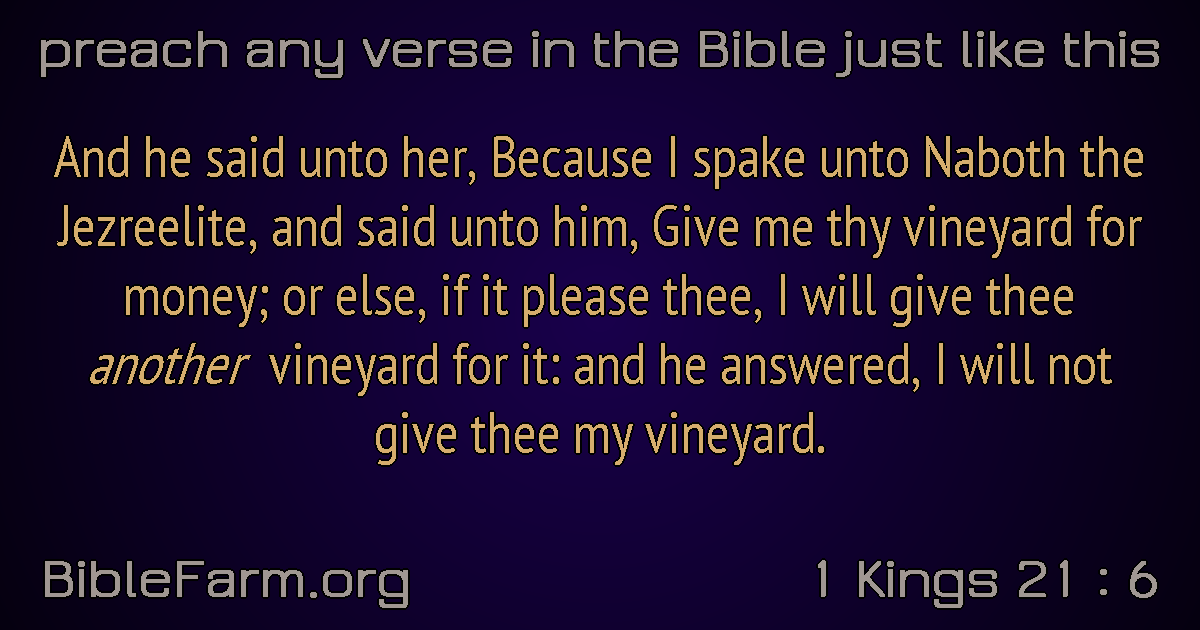 preach any verse in the Bible just like this
And he said unto her, Because I spake unto Naboth the
Jezreelite, and said unto him, Give me thy vineyard for
money; or else, if it please thee, I will give thee
another vineyard for it: and he answered, I will not
give thee my vineyard.
BibleFarm.org
1 Kings 21 : 6